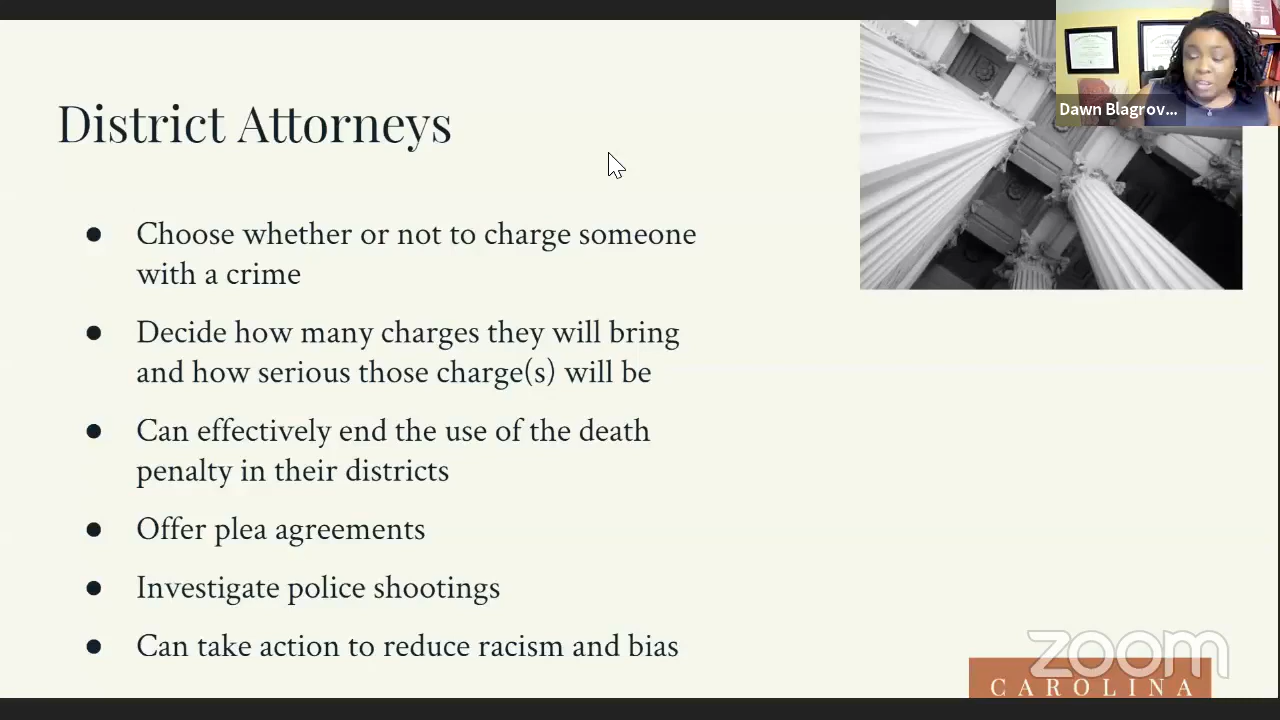 Dawn Blagrov...
District Attorneys
● Choose whether or not to charge someone
with a crime
● Decide how many charges they will bring
and how serious those charge(s) will be
● Can effectively end the use of the death
penalty in their districts
● Offer plea agreements
● Investigate police shootings
● Can take action to reduce racism and bias
zoom
CAROLINA